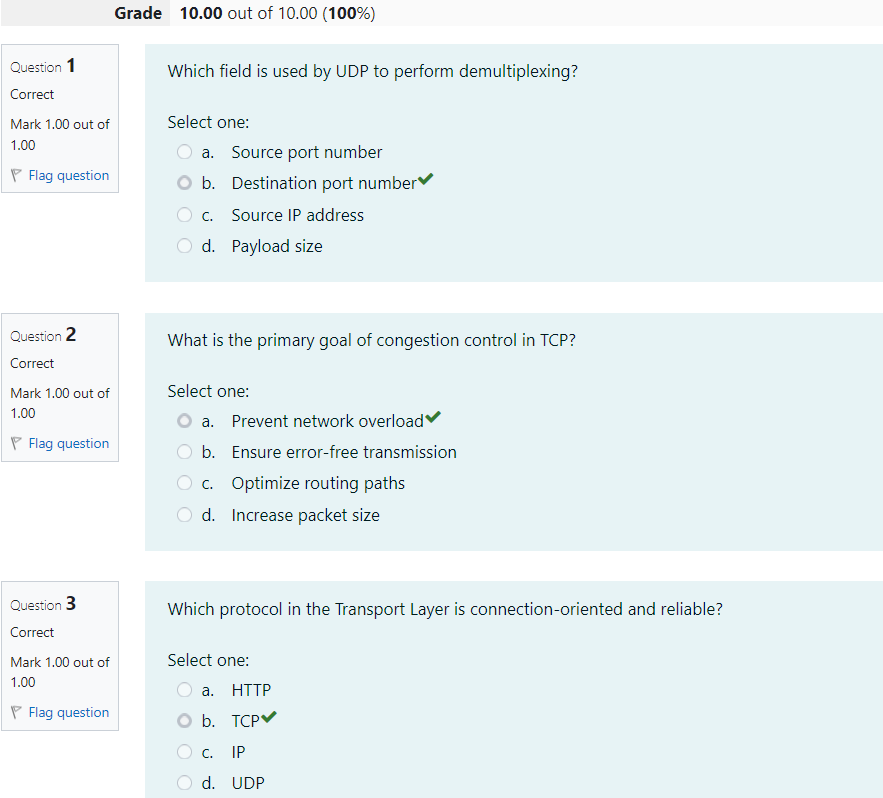 Grade 10.00 out of 10.00 (100%)
Question 1
Correct
Mark 1.00 out of
1.00
Flag question
Which field is used by UDP to perform demultiplexing?
Select one:
a. Source port number
b. Destination port number
c. Source IP address
d. Payload size
Question 2
Correct
Mark 1.00 out of
1.00
Flag question
What is the primary goal of congestion control in TCP?
Select one:
a. Prevent network overload
b. Ensure error-free transmission
c. Optimize routing paths
d. Increase packet size
Question 3
Correct
Mark 1.00 out of
1.00
Flag question
Which protocol in the Transport Layer is connection-oriented and reliable?
Select one:
a. HTTP
b. TCP
c. IP
d. UDP